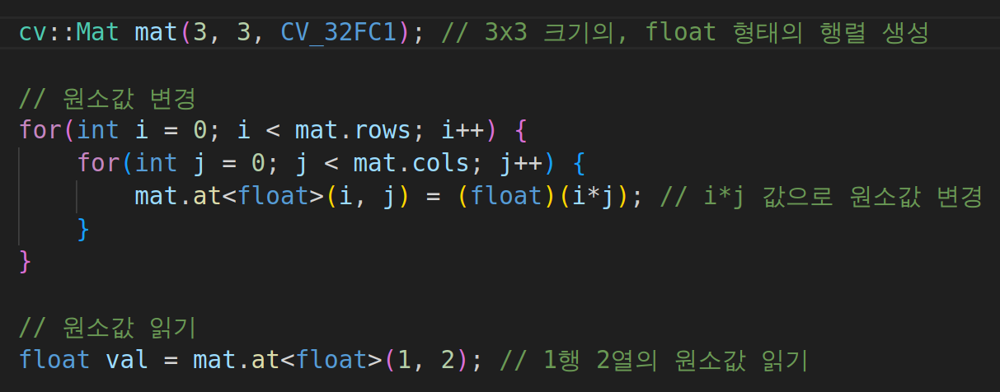 cv::Mat mat(3, 3, CV_32FC1); // 3x3 크기의, float 형태의 행렬 생성
// 원소값 변경
for(int i = 0; i < mat.rows; i++) {
    for(int j = 0; j < mat.cols; j++) {
        mat.at<float>(i, j) = (float)(i*j); // i*j 값으로 원소값 변경
    }
}
// 원소값 읽기
float val = mat.at<float>(1, 2); // 1행 2열의 원소값 읽기